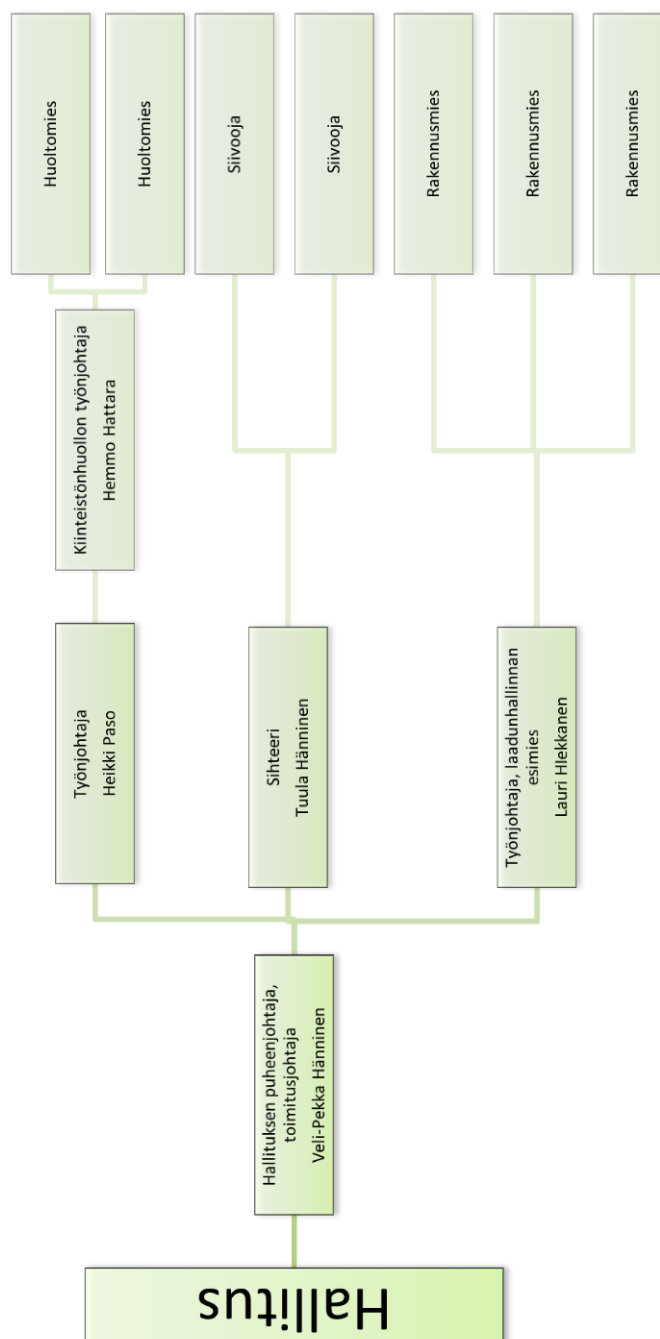 Hallitus
Hallituksen puheenjohtaja,
toimitusjohtaja
Veli-Pekka Hänninen
Työnjohtaja
Heikki Paso
Kiinteistönhuollon työnjohtaja
Hemmo Hattara
Huoltomies
Huoltomies
Sihteeri
Tuula Hänninen
Siivooja
Siivooja
Työnjohtaja, laadunhallinnan
esimies
Lauri Hlekkanen
Rakennusmies
Rakennusmies
Rakennusmies